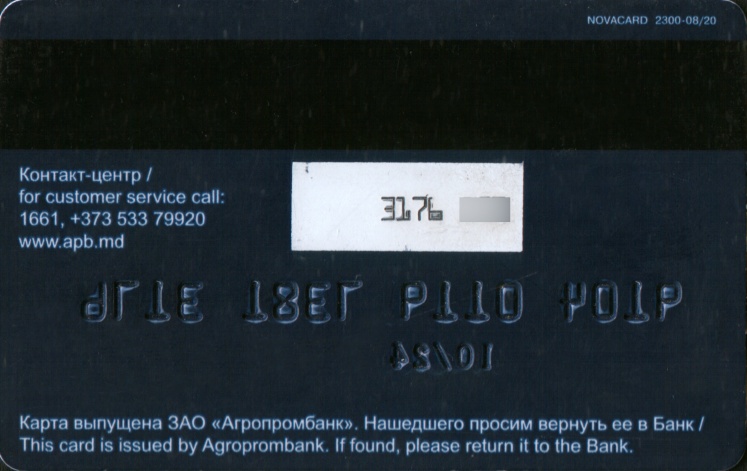 NOVACARD 2300-08/20
Контакт-центр /
for customer service call:
1661, +373 533 79920
www.apb.md
3176
Карта выпущена ЗАО «Агропромбанк». Нашедшего просим вернуть ее в Банк /
This card is issued by Agroprombank. If found, please return it to the Bank.